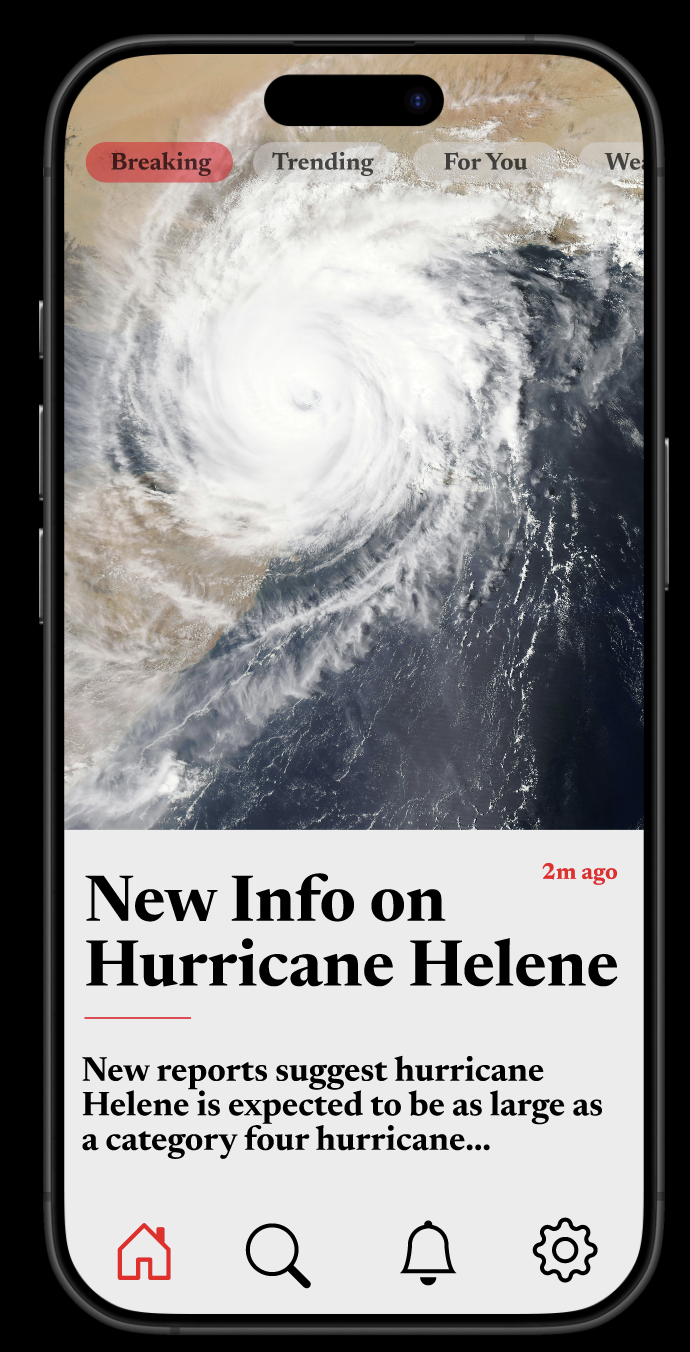 Breaking
Trending
For You
Wea
2m ago
New Info on
Hurricane Helene
New reports suggest hurricane
Helene is expected to be as large as
a category four hurricane...